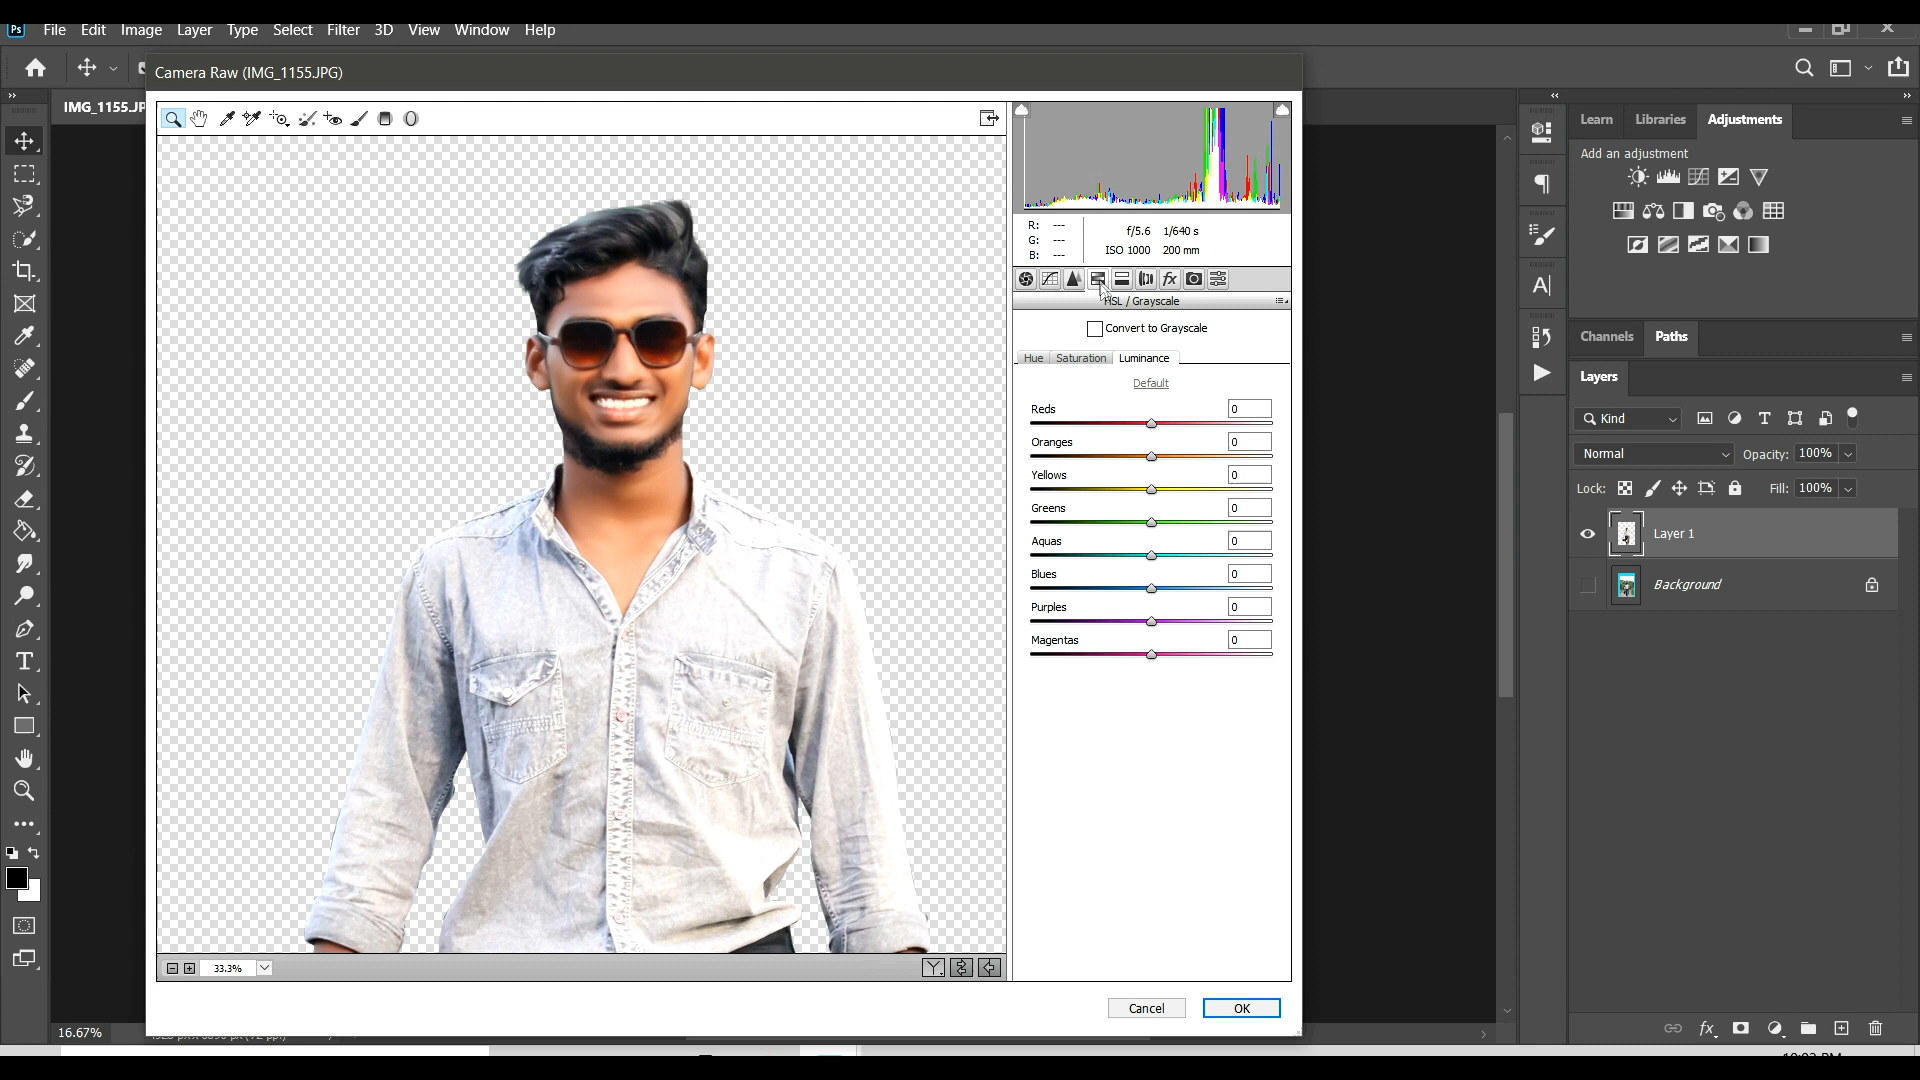 Ps File Edit Image Layer Type Select Filter 3D View Window Help
Camera Raw (IMG_1155.JPG)
IMG_1155.JP
R: ---
G: ---
B: ---
f/5.6 1/640 s
ISO 1000 200 mm
fx
HSL / Grayscale
Convert to Grayscale
Hue Saturation Luminance
Default
Reds 0
Oranges 0
Yellows 0
Greens 0
Aquas 0
Blues 0
Purples 0
Magentas 0
33.3%
Cancel OK
16.67%
Learn Libraries Adjustments
Add an adjustment
Channels Paths
Layers
Kind
Normal Opacity: 100%
Lock: Fill: 100%
Layer 1
Background
fx